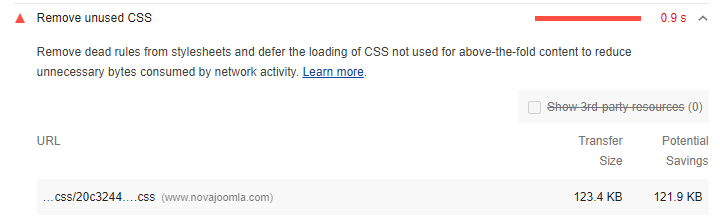 Remove unused CSS 0.9 s
Remove dead rules from stylesheets and defer the loading of CSS not used for above-the-fold content to reduce
unnecessary bytes consumed by network activity. Learn more.
Show 3rd-party resources (0)
URL Transfer Size Potential Savings
…css/20c3244….css (www.novajoomla.com) 123.4 KB 121.9 KB